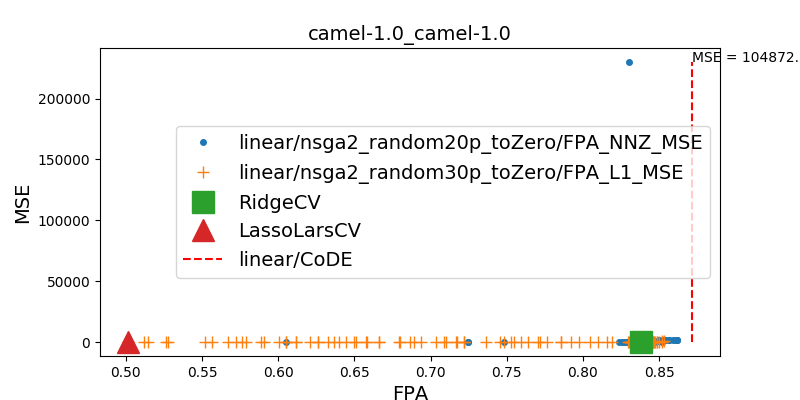 camel-1.0_camel-1.0
MSE = 104872.
MSE
200000
150000
100000
50000
0
linear/nsga2_random20p_toZero/FPA_NNZ_MSE
linear/nsga2_random30p_toZero/FPA_L1_MSE
RidgeCV
LassoLarsCV
linear/CoDE
0.50 0.55 0.60 0.65 0.70 0.75 0.80 0.85
FPA